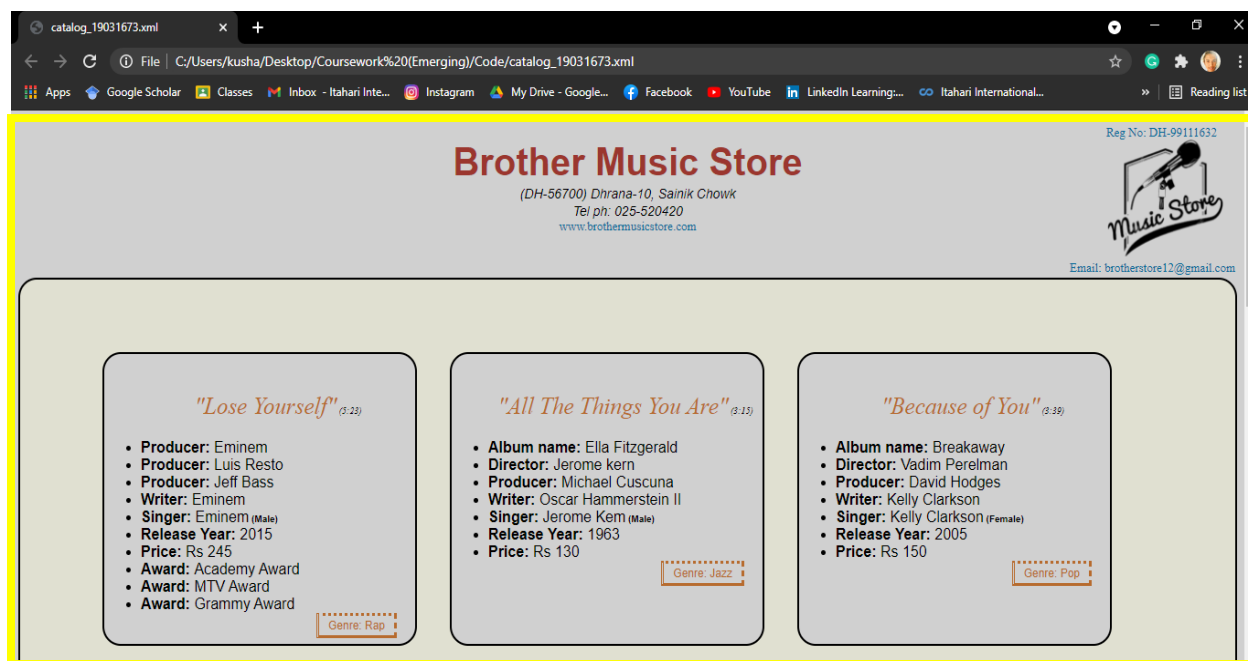 catalog_19031673.xml
File | C:/Users/kusha/Desktop/Coursework%20(Emerging)/Code/catalog_19031673.xml
Apps Google Scholar Classes Inbox - Itahari Inte... Instagram My Drive - Google... Facebook YouTube LinkedIn Learning:... Itahari International... » Reading list
Reg No: DH-99111632
Brother Music Store
(DH-56700) Dhrana-10, Sainik Chowk
Tel ph: 025-520420
www.brothermusicstore.com
Music Store
Email: brotherstore12@gmail.com
"Lose Yourself" (5:23)
Producer: Eminem
Producer: Luis Resto
Producer: Jeff Bass
Writer: Eminem
Singer: Eminem (Male)
Release Year: 2015
Price: Rs 245
Award: Academy Award
Award: MTV Award
Award: Grammy Award
Genre: Rap
"All The Things You Are" (3:15)
Album name: Ella Fitzgerald
Director: Jerome kern
Producer: Michael Cuscuna
Writer: Oscar Hammerstein II
Singer: Jerome Kem (Male)
Release Year: 1963
Price: Rs 130
Genre: Jazz
"Because of You" (3:39)
Album name: Breakaway
Director: Vadim Perelman
Producer: David Hodges
Writer: Kelly Clarkson
Singer: Kelly Clarkson (Female)
Release Year: 2005
Price: Rs 150
Genre: Pop